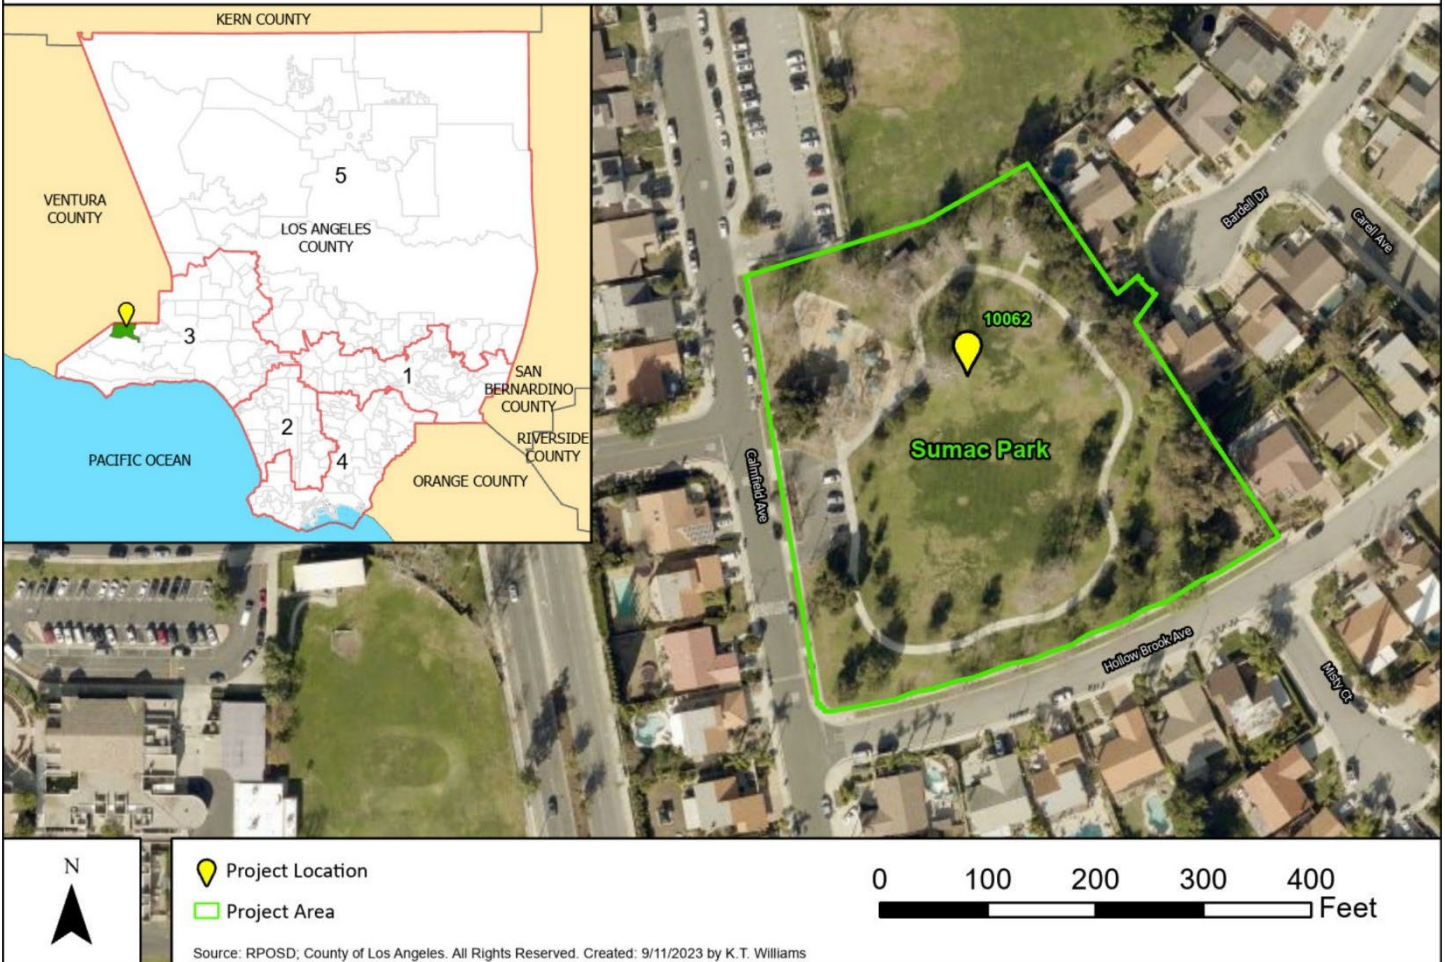 KERN COUNTY
5
VENTURA
COUNTY
LOS ANGELES
COUNTY
3
1
SAN
BERNARDINO
COUNTY
2
RIVERSIDE
COUNTY
4
PACIFIC OCEAN
ORANGE COUNTY
Bardell Dr
Carell Ave
10062
Sumac Park
Calmfield Ave
Hollow Brook Ave
Misty Ct
N
Project Location
Project Area
0 100 200 300 400
Feet
Source: RPOSD; County of Los Angeles. All Rights Reserved. Created: 9/11/2023 by K.T. Williams